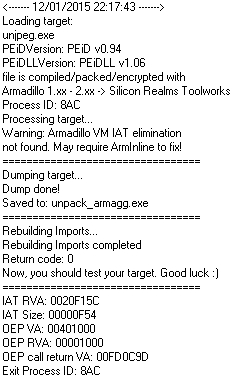 <------- 12/01/2015 22:17:43 ------->
Loading target:
unjpeg.exe
PEiDVersion: PEiD v0.94
PEiDLLVersion: PEiDLL v1.06
file is compiled/packed/encrypted with
Armadillo 1.xx - 2.xx -> Silicon Realms Toolworks
Process ID: 8AC
Processing target...
Warning: Armadillo VM IAT elimination
not found. May require ArmInline to fix!
=================================
Dumping target...
Dump done!
Saved to: unpack_armagg.exe
=================================
Rebuilding Imports...
Rebuilding Imports completed
Return code: 0
Now, you should test your target. Good luck :)
=================================
IAT RVA: 0020F15C
IAT Size: 00000F54
OEP VA: 00401000
OEP RVA: 00001000
OEP call return VA: 00FD0C9D
Exit Process ID: 8AC